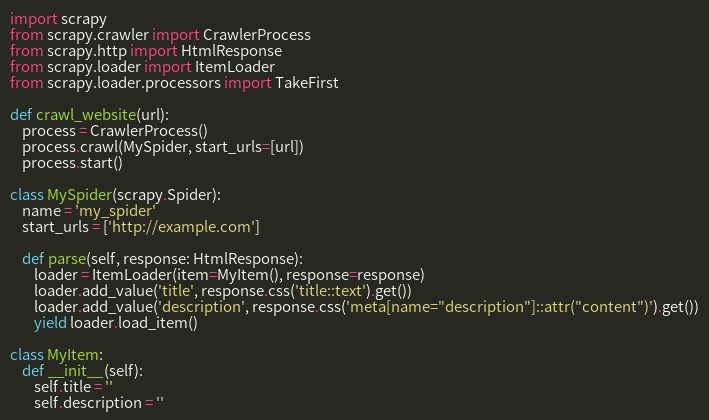 import scrapy
from scrapy.crawler import CrawlerProcess
from scrapy.http import HtmlResponse
from scrapy.loader import ItemLoader
from scrapy.loader.processors import TakeFirst

def crawl_website(url):
    process = CrawlerProcess()
    process.crawl(MySpider, start_urls=[url])
    process.start()

class MySpider(scrapy.Spider):
    name = 'my_spider'
    start_urls = ['http://example.com']

    def parse(self, response: HtmlResponse):
        loader = ItemLoader(item=MyItem(), response=response)
        loader.add_value('title', response.css('title::text').get())
        loader.add_value('description', response.css('meta[name="description"]::attr("content")').get())
        yield loader.load_item()

class MyItem:
    def __init__(self):
        self.title = ''
        self.description = ''